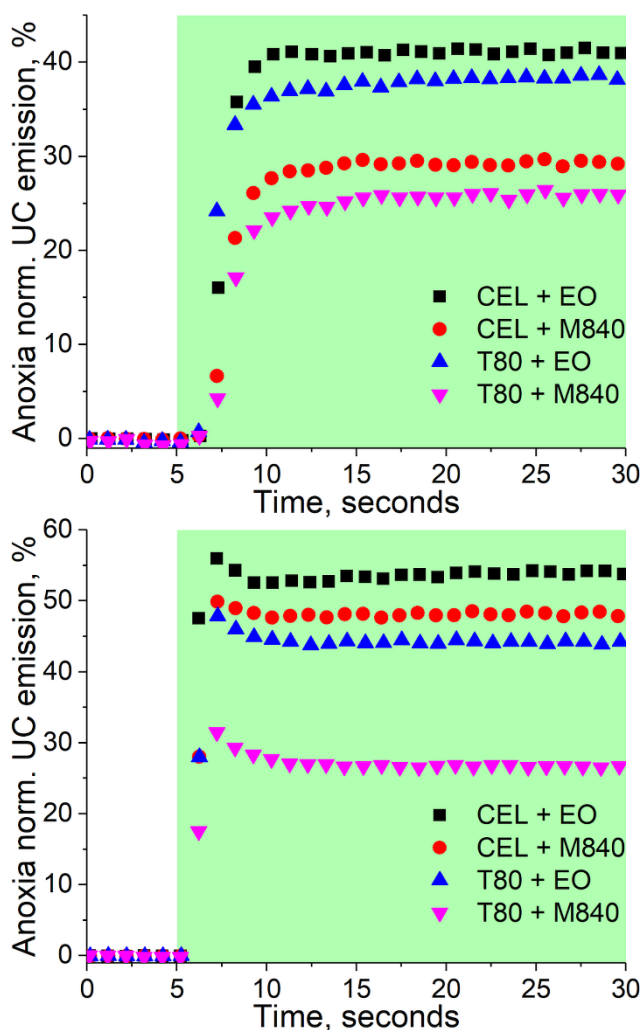 Anoxia norm. UC emission, %
40
30
20
10
0
CEL + EO
CEL + M840
T80 + EO
T80 + M840
0 5 10 15 20 25 30
Time, seconds
Anoxia norm. UC emission, %
60
50
40
30
20
10
0
CEL + EO
CEL + M840
T80 + EO
T80 + M840
0 5 10 15 20 25 30
Time, seconds